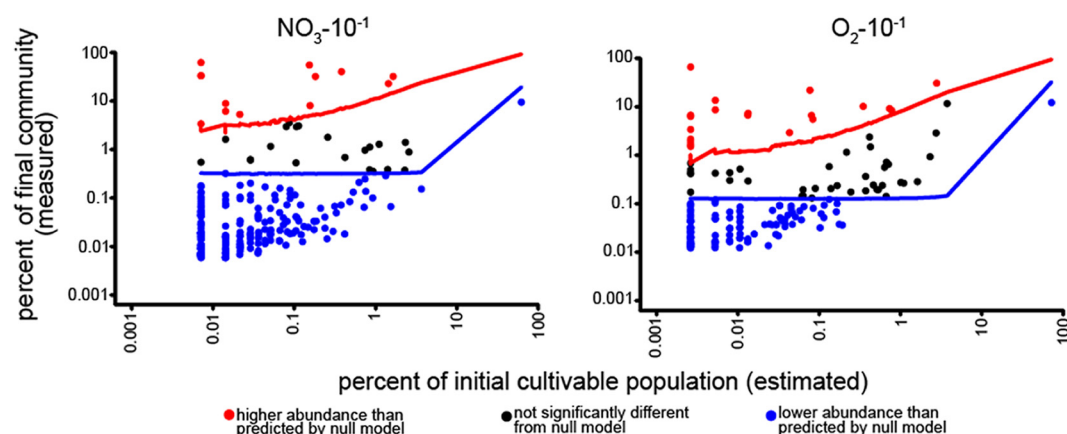 NO₃-10⁻¹
O₂-10⁻¹
percent of final community
(measured)
100
10
1
0.1
0.01
0.001
0.001
0.01
0.1
1
10
100
100
10
1
0.1
0.01
0.001
0.001
0.01
0.1
1
10
100
percent of initial cultivable population (estimated)
higher abundance than
predicted by null model
not significantly different
from null model
lower abundance than
predicted by null model